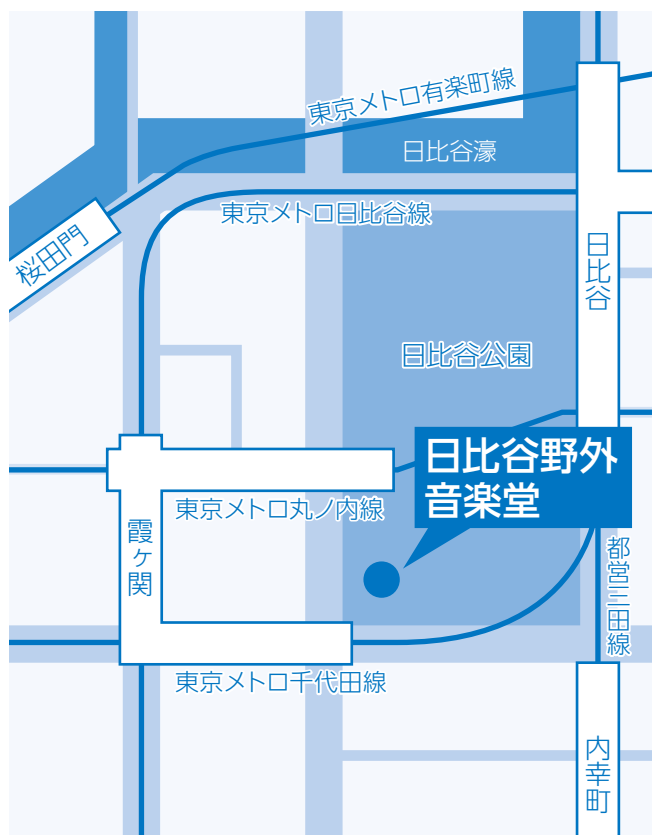 東京メトロ有楽町線
日比谷濠
東京メトロ日比谷線
桜田門
日比谷
日比谷公園
日比谷野外
音楽堂
東京メトロ丸ノ内線
霞ヶ関
都営三田線
東京メトロ千代田線
内幸町